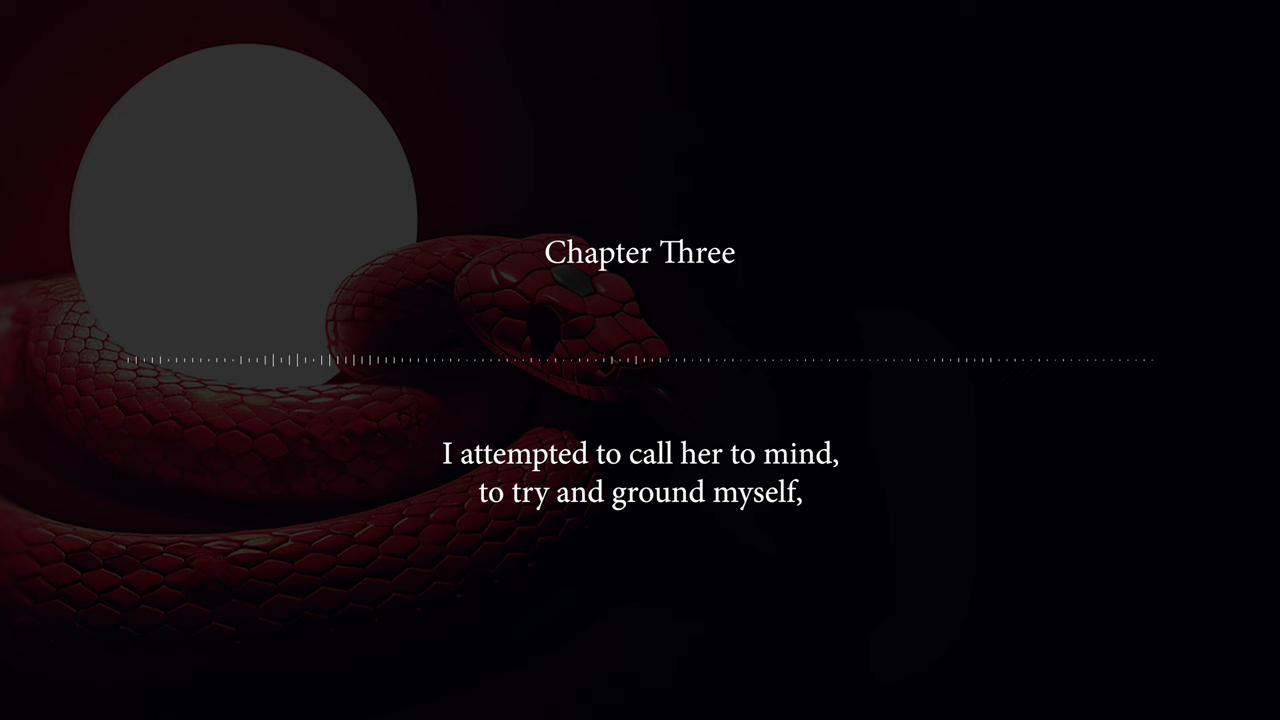 Chapter Three
I attempted to call her to mind,
to try and ground myself,